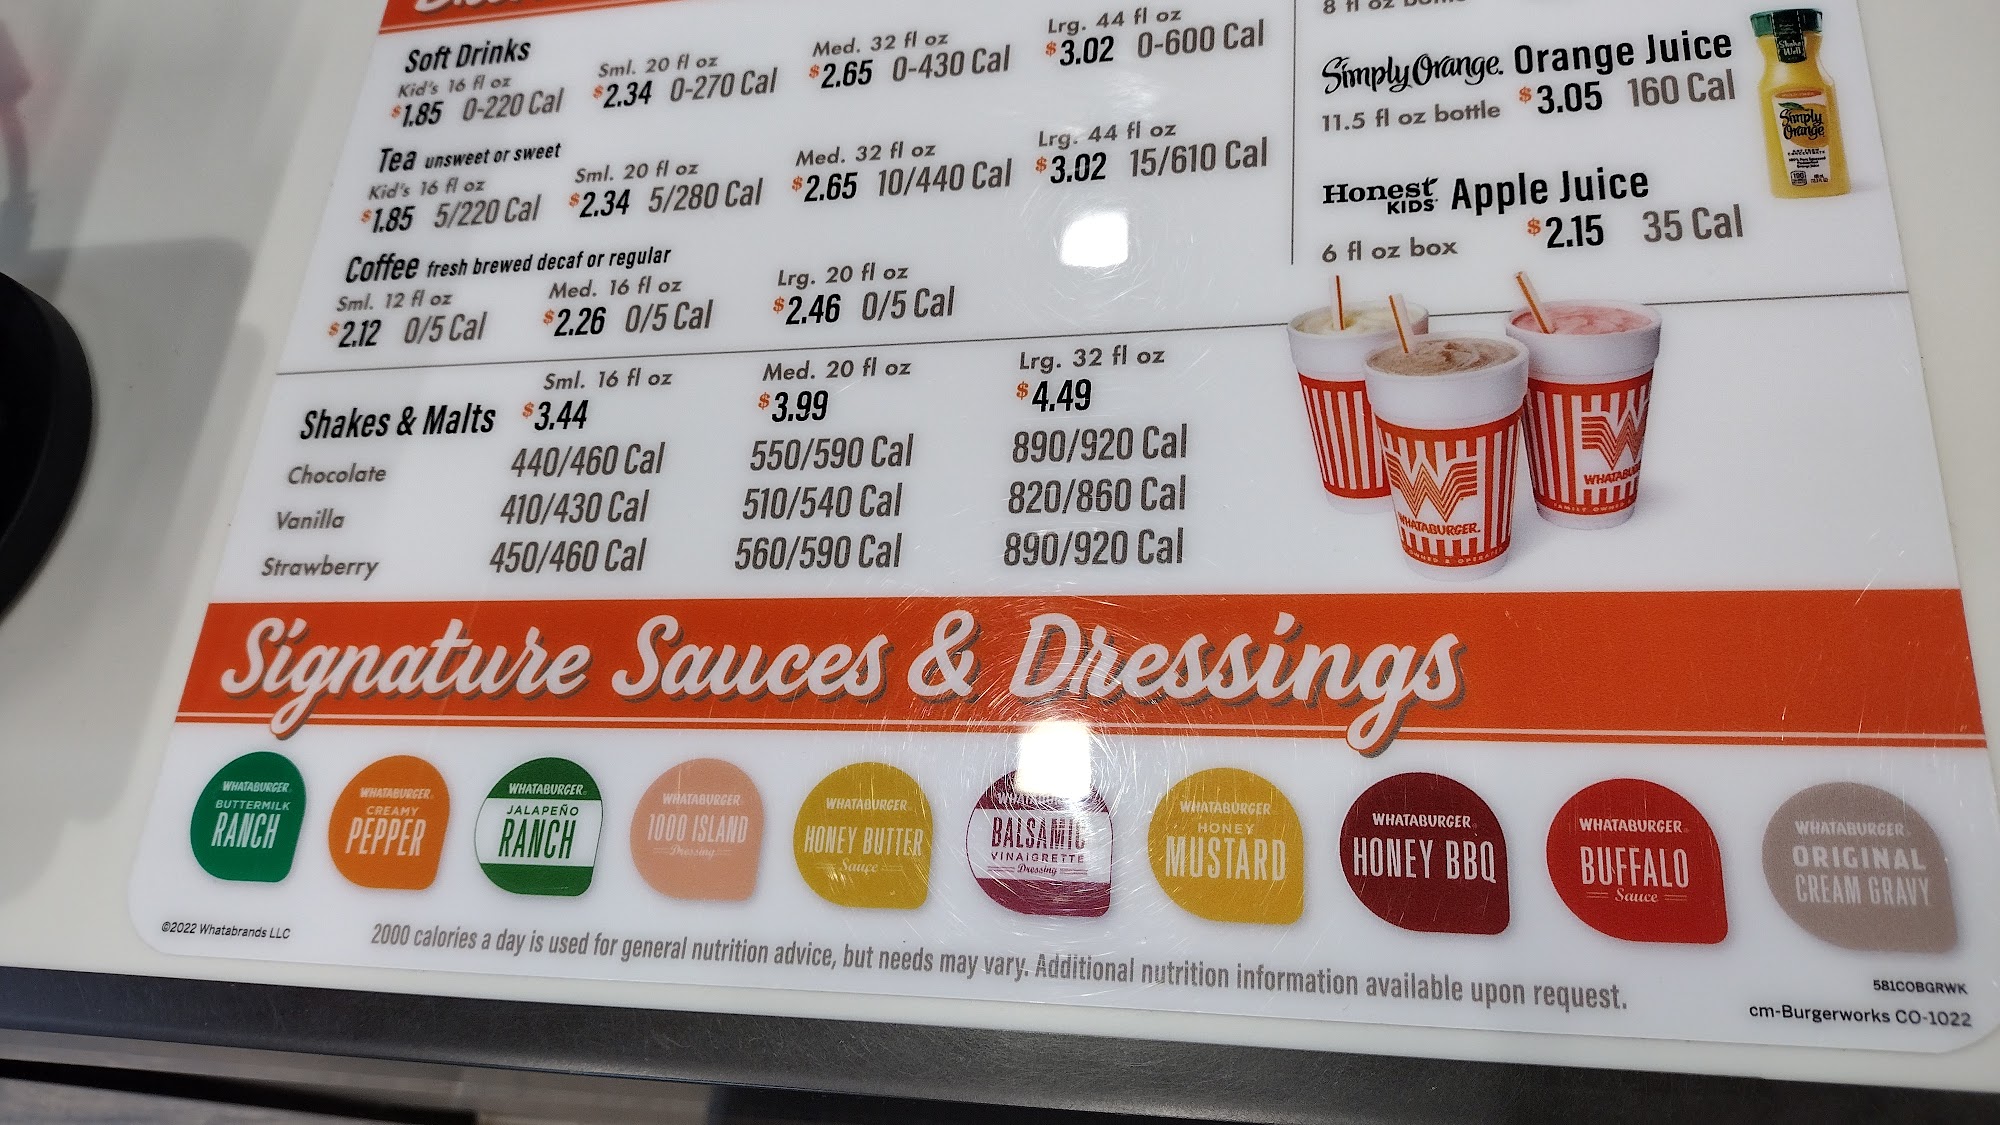 Soft Drinks
Kid's 16 fl oz Sml. 20 fl oz Med. 32 fl oz Lrg. 44 fl oz
$1.85 0-220 Cal $2.34 0-270 Cal $2.65 0-430 Cal $3.02 0-600 Cal
Tea unsweet or sweet
Kid's 16 fl oz Sml. 20 fl oz Med. 32 fl oz Lrg. 44 fl oz
$1.85 5/220 Cal $2.34 5/280 Cal $2.65 10/440 Cal $3.02 15/610 Cal
Coffee fresh brewed decaf or regular
Sml. 12 fl oz Med. 16 fl oz Lrg. 20 fl oz
$2.12 0/5 Cal $2.26 0/5 Cal $2.46 0/5 Cal
8 fl oz
Simply Orange. Orange Juice
11.5 fl oz bottle $3.05 160 Cal
Shake Well
Simply Orange
Honest KIDS Apple Juice
6 fl oz box $2.15 35 Cal
Sml. 16 fl oz Med. 20 fl oz Lrg. 32 fl oz
Shakes & Malts $3.44 $3.99 $4.49
Chocolate 440/460 Cal 550/590 Cal 890/920 Cal
Vanilla 410/430 Cal 510/540 Cal 820/860 Cal
Strawberry 450/460 Cal 560/590 Cal 890/920 Cal
WHATABURGER
Signature Sauces & Dressings
WHATABURGER
BUTTERMILK
RANCH
WHATABURGER
CREAMY
PEPPER
WHATABURGER
JALAPEÑO
RANCH
WHATABURGER
1000 ISLAND
Dressing
WHATABURGER
HONEY BUTTER
Sauce
WHATABURGER
BALSAMIC
VINAIGRETTE
Dressing
WHATABURGER
HONEY
MUSTARD
WHATABURGER
HONEY BBQ
WHATABURGER
BUFFALO
Sauce
WHATABURGER
ORIGINAL
CREAM GRAVY
©2022 Whatabrands LLC
2000 calories a day is used for general nutrition advice, but needs may vary. Additional nutrition information available upon request.
581COBGRWK
cm-Burgerworks CO-1022